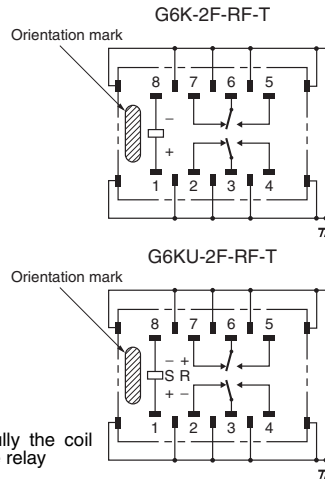 G6K-2F-RF-T
Orientation mark
8 7 6 5
−
+
1 2 3 4
G6KU-2F-RF-T
Orientation mark
8 7 6 5
− +
S R
+ −
1 2 3 4
lly the coil
relay